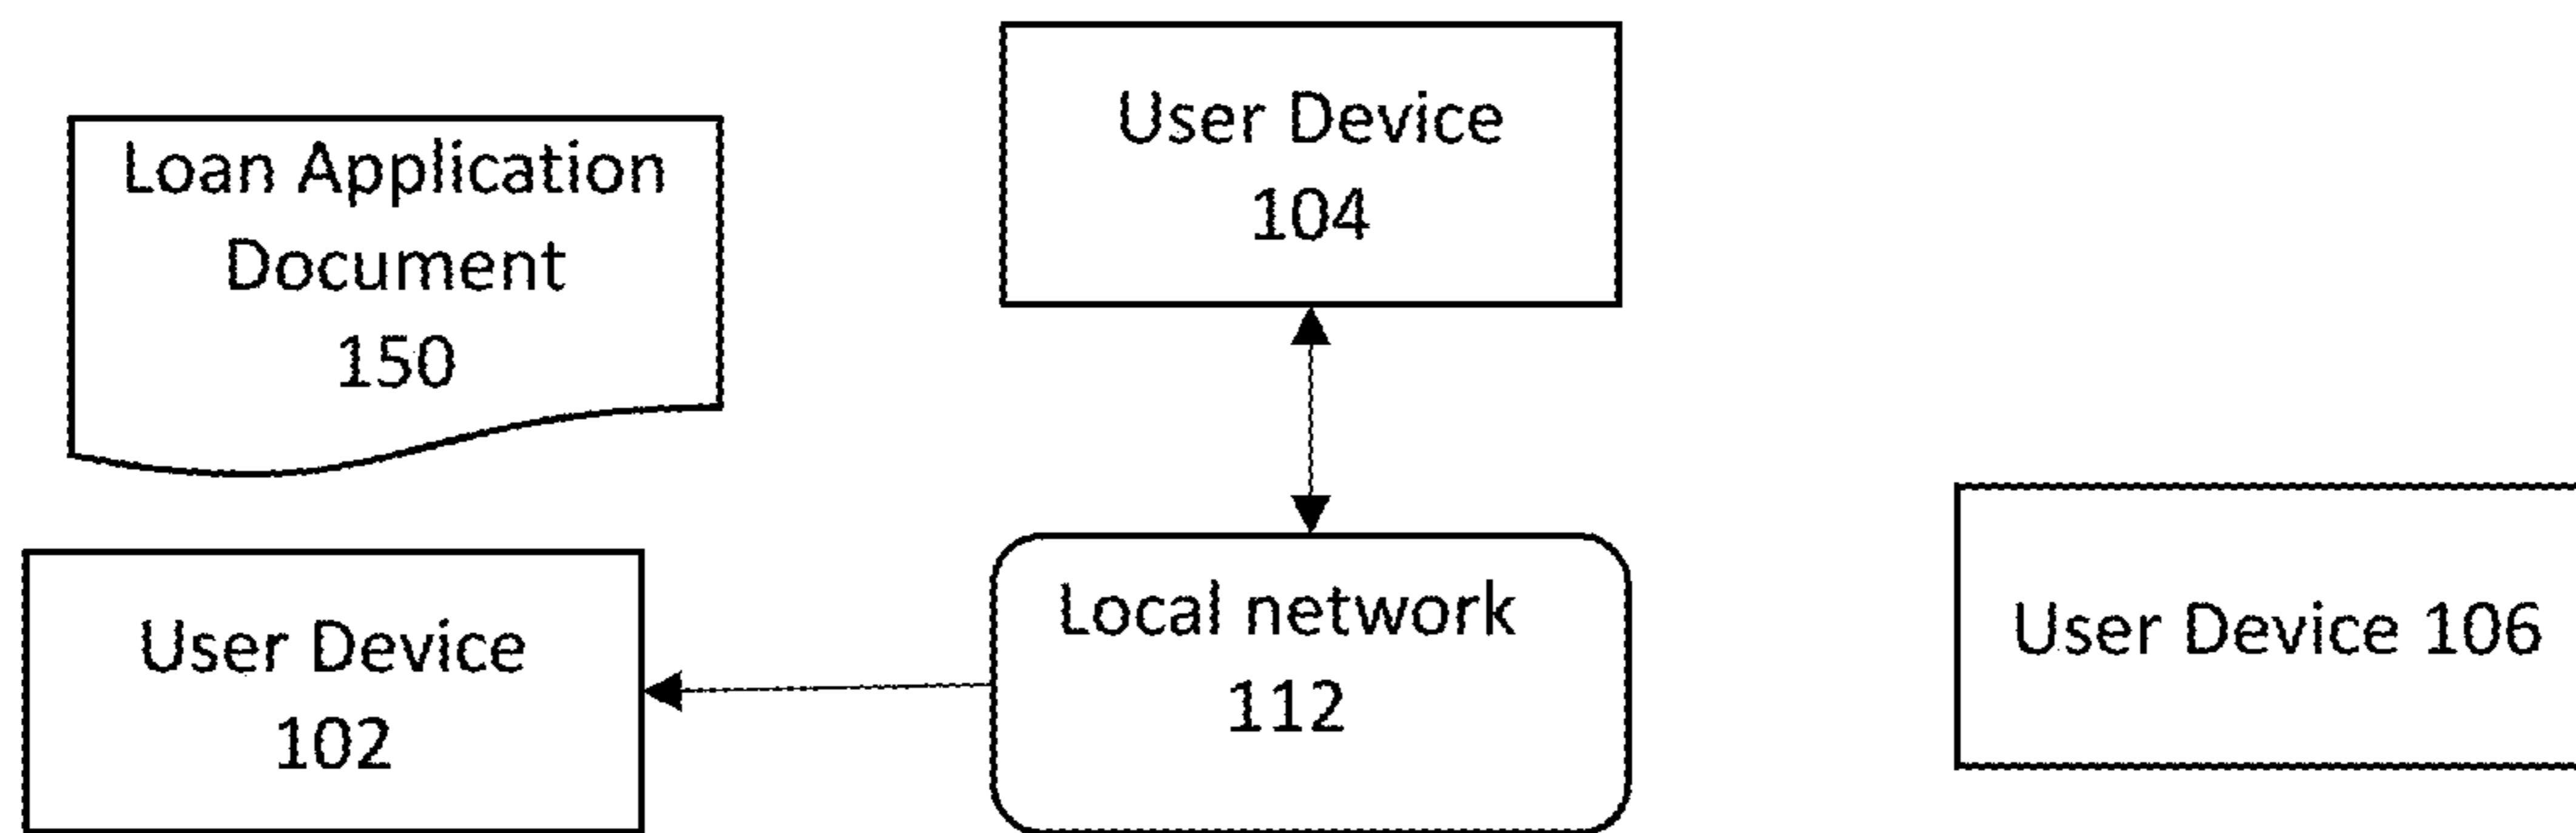 User Device
104
Loan Application
Document
150
Local network
112
User Device 106
User Device
102